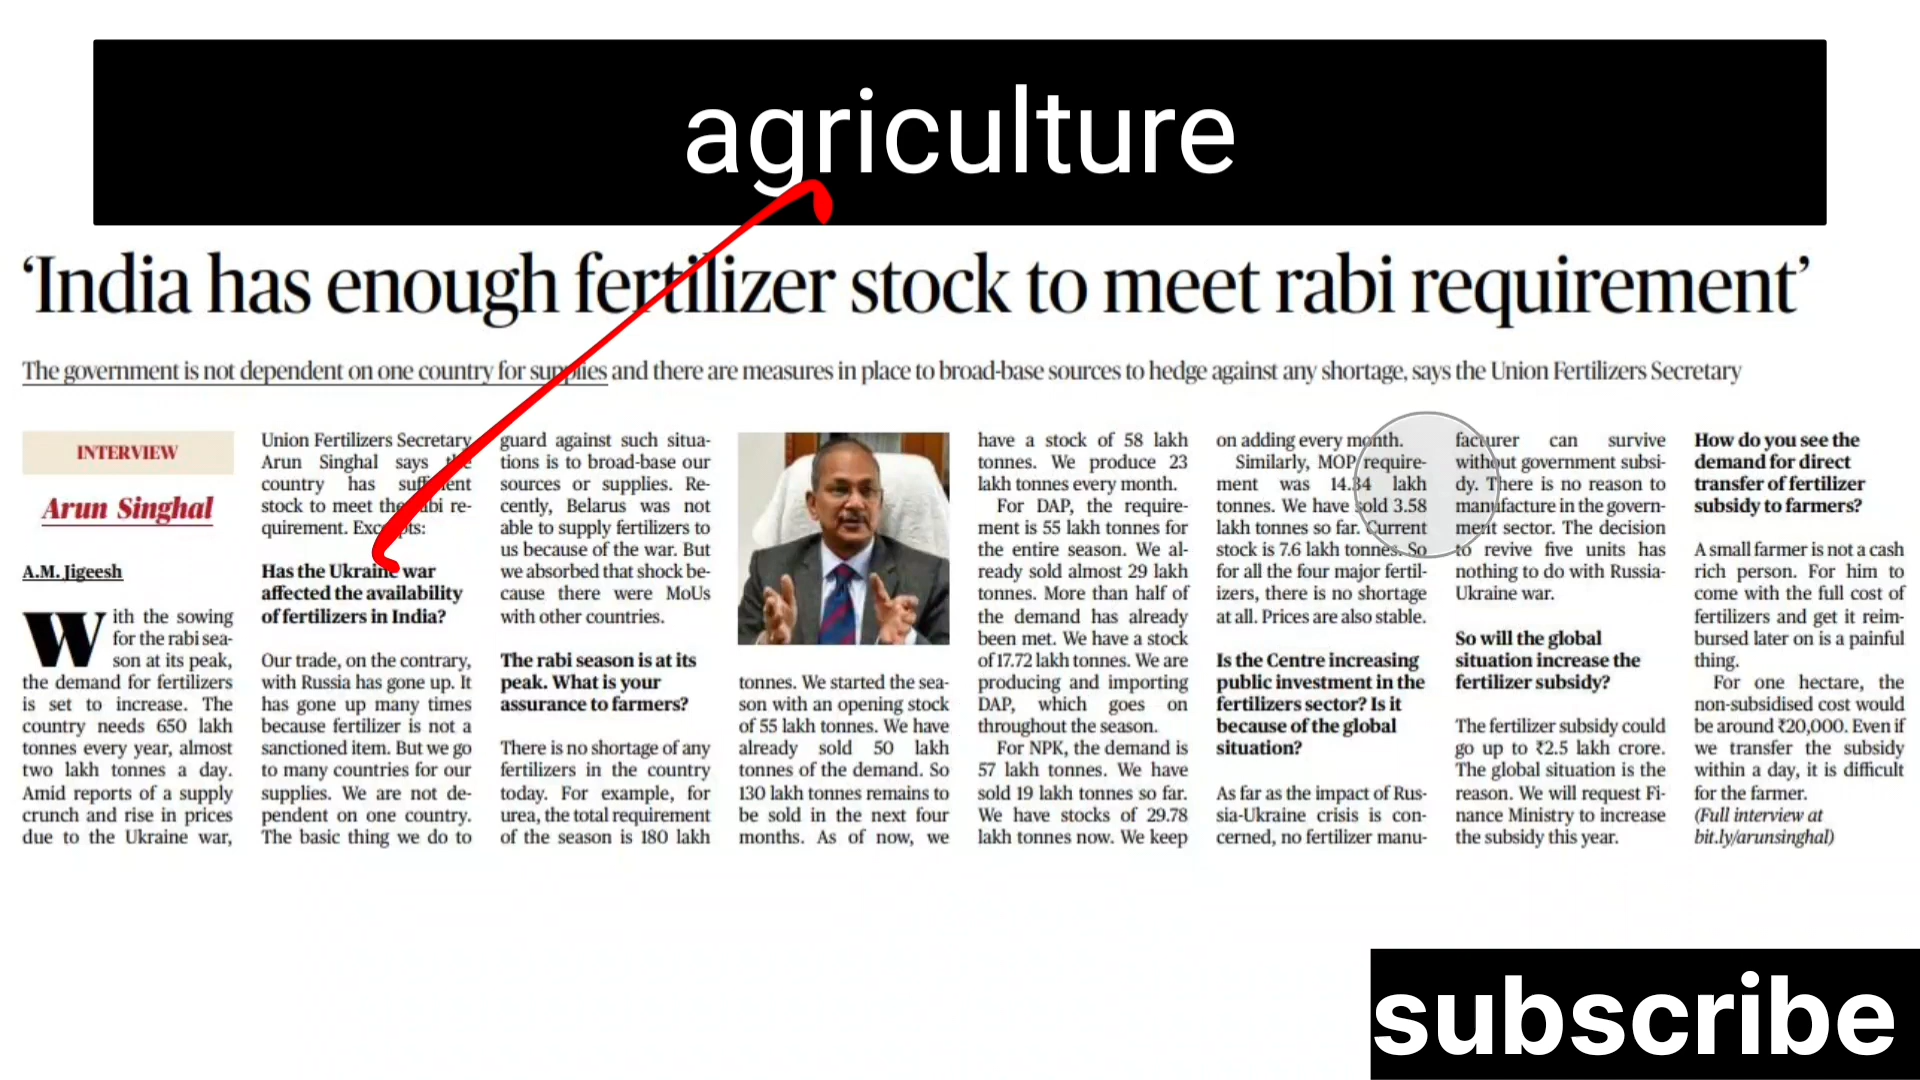 agriculture
‘India has enough fertilizer stock to meet rabi requirement’
The government is not dependent on one country for supplies and there are measures in place to broad-base sources to hedge against any shortage, says the Union Fertilizers Secretary
INTERVIEW
Arun Singhal
A.M. Jigeesh
With the sowing
for the rabi sea-
son at its peak,
the demand for fertilizers
is set to increase. The
country needs 650 lakh
tonnes every year, almost
two lakh tonnes a day.
Amid reports of a supply
crunch and rise in prices
due to the Ukraine war,
Union Fertilizers Secretary
Arun Singhal says the
country has sufficient
stock to meet the rabi re-
quirement. Excerpts:
Has the Ukraine war
affected the availability
of fertilizers in India?
Our trade, on the contrary,
with Russia has gone up. It
has gone up many times
because fertilizer is not a
sanctioned item. But we go
to many countries for our
supplies. We are not de-
pendent on one country.
The basic thing we do to
guard against such situa-
tions is to broad-base our
sources or supplies. Re-
cently, Belarus was not
able to supply fertilizers to
us because of the war. But
we absorbed that shock be-
cause there were MoUs
with other countries.
The rabi season is at its
peak. What is your
assurance to farmers?
There is no shortage of any
fertilizers in the country
today. For example, for
urea, the total requirement
of the season is 180 lakh
tonnes. We started the sea-
son with an opening stock
of 55 lakh tonnes. We have
already sold 50 lakh
tonnes of the demand. So
130 lakh tonnes remains to
be sold in the next four
months. As of now, we
have a stock of 58 lakh
tonnes. We produce 23
lakh tonnes every month.
For DAP, the require-
ment is 55 lakh tonnes for
the entire season. We al-
ready sold almost 29 lakh
tonnes. More than half of
the demand has already
been met. We have a stock
of 17.72 lakh tonnes. We are
producing and importing
DAP, which goes on
throughout the season.
For NPK, the demand is
57 lakh tonnes. We have
sold 19 lakh tonnes so far.
We have stocks of 29.78
lakh tonnes now. We keep
on adding every month.
Similarly, MOP require-
ment was 14.34 lakh
tonnes. We have sold 3.58
lakh tonnes so far. Current
stock is 7.6 lakh tonnes. So
for all the four major fertil-
izers, there is no shortage
at all. Prices are also stable.
Is the Centre increasing
public investment in the
fertilizers sector? Is it
because of the global
situation?
As far as the impact of Rus-
sia-Ukraine crisis is con-
cerned, no fertilizer manu-
facturer can survive
without government subsi-
dy. There is no reason to
manufacture in the govern-
ment sector. The decision
to revive five units has
nothing to do with Russia-
Ukraine war.
So will the global
situation increase the
fertilizer subsidy?
The fertilizer subsidy could
go up to ₹2.5 lakh crore.
The global situation is the
reason. We will request Fi-
nance Ministry to increase
the subsidy this year.
How do you see the
demand for direct
transfer of fertilizer
subsidy to farmers?
A small farmer is not a cash
rich person. For him to
come with the full cost of
fertilizers and get it reim-
bursed later on is a painful
thing.
For one hectare, the
non-subsidised cost would
be around ₹20,000. Even if
we transfer the subsidy
within a day, it is difficult
for the farmer.
(Full interview at
bit.ly/arunsinghal)
subscribe